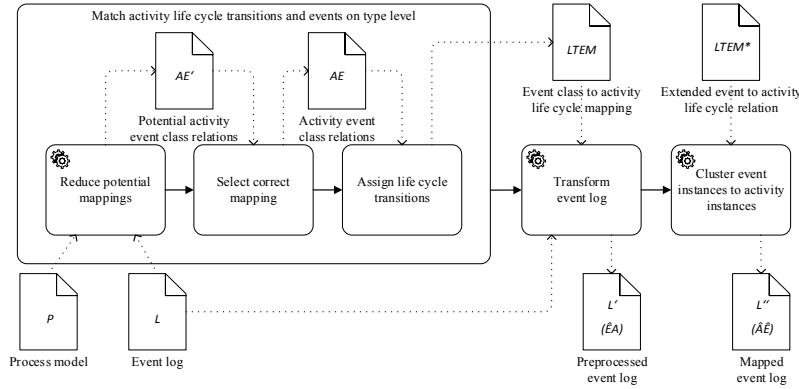 Match activity life cycle transitions and events on type level
AE‘
AE
LTEM
LTEM*
Potential activity
event class relations
Activity event
class relations
Event class to activity
life cycle mapping
Extended event to activity
life cycle relation
Reduce potential
mappings
Select correct
mapping
Assign life cycle
transitions
Transform
event log
Cluster event
instances to activity
instances
P
L
L‘
(ÊA)
L‘‘
(ÂÊ)
Process model
Event log
Preprocessed
event log
Mapped
event log